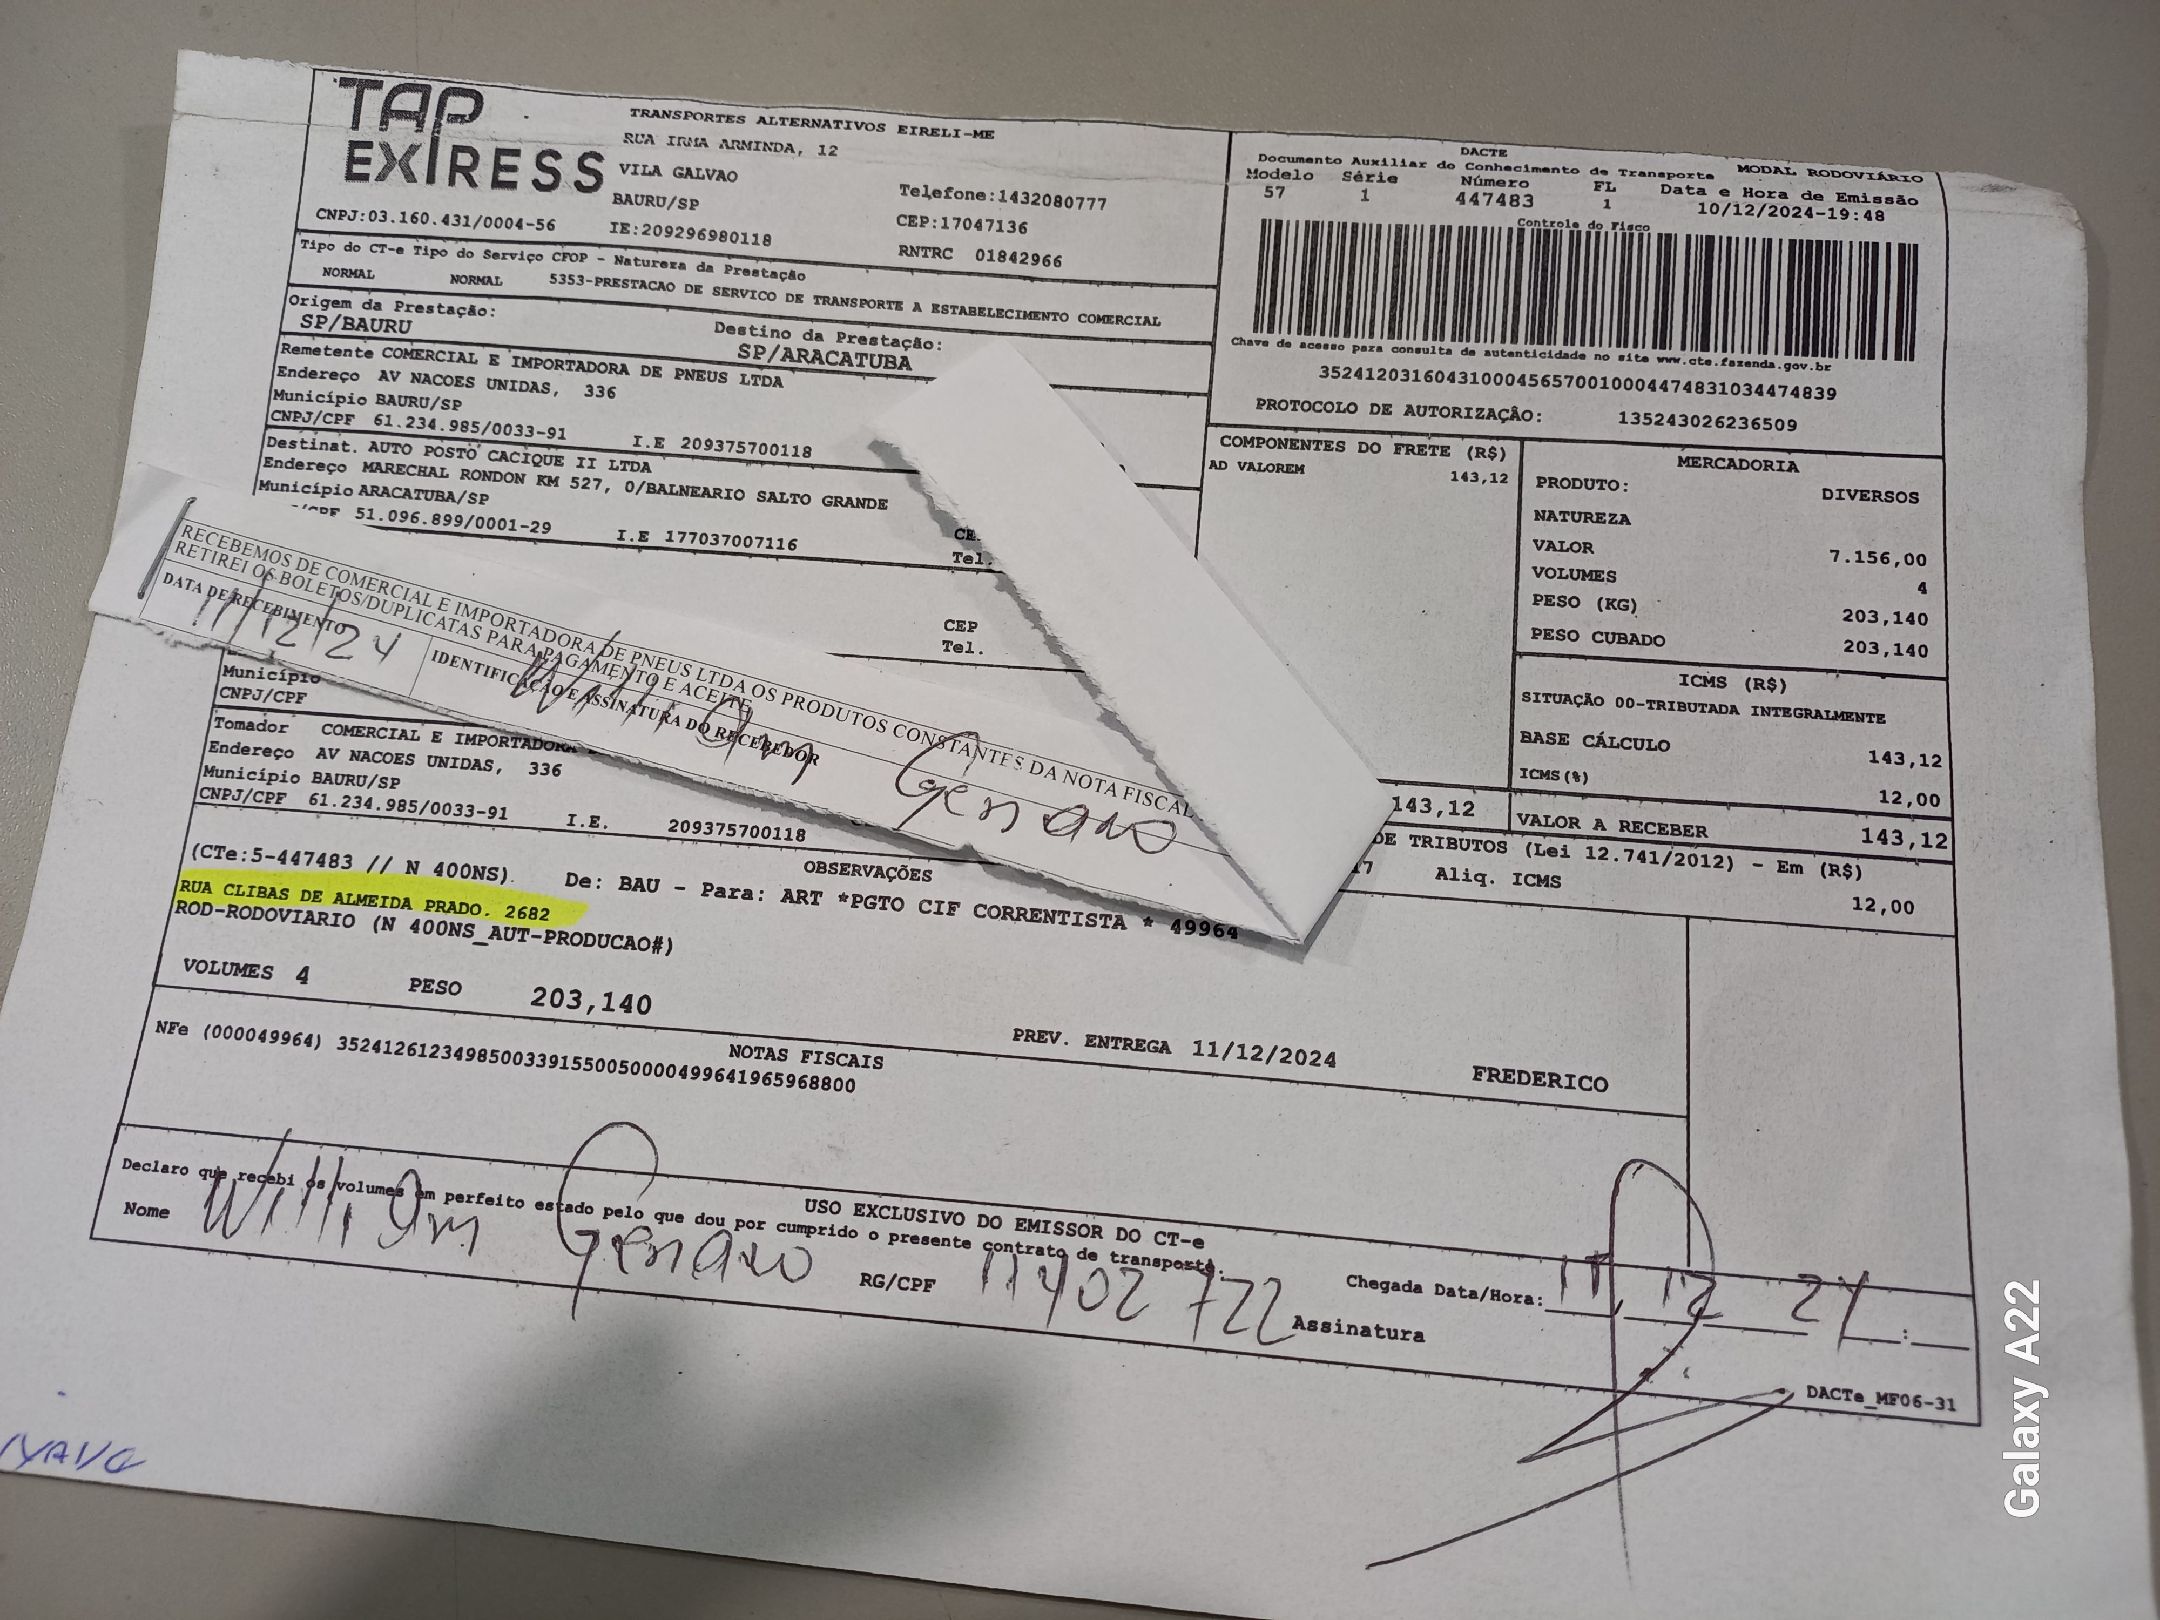 TAP
EXPRESS
TRANSPORTES ALTERNATIVOS EIRELI-ME
RUA IRMA ARMINDA, 12
VILA GALVAO
BAURU/SP
Telefone:1432080777
CEP:17047136
CNPJ:03.160.431/0004-56 IE:209296980118 RNTRC 01842966
Tipo do CT-e Tipo do Serviço CFOP - Natureza da Prestação
NORMAL NORMAL 5353-PRESTACAO DE SERVICO DE TRANSPORTE A ESTABELECIMENTO COMERCIAL
Origem da Prestação: Destino da Prestação:
SP/BAURU SP/ARACATUBA
Remetente COMERCIAL E IMPORTADORA DE PNEUS LTDA
Endereço AV NACOES UNIDAS, 336
Município BAURU/SP
CNPJ/CPF 61.234.985/0033-91 I.E 209375700118
Destinat. AUTO POSTO CACIQUE II LTDA
Endereço MARECHAL RONDON KM 527, 0/BALNEARIO SALTO GRANDE
Município ARACATUBA/SP
51.096.899/0001-29 I.E 177037007116
Tel.
CEP
Tel.
DACTE
Documento Auxiliar do Conhecimento de Transporte MODAL RODOVIÁRIO
Modelo Série Número FL Data e Hora de Emissão
57 1 447483 1 10/12/2024-19:48
Controle do Fisco
Chave de acesso para consulta de autenticidade no site www.cte.fazenda.gov.br
35241203160431000456570010004474831034474839
PROTOCOLO DE AUTORIZAÇÃO: 135243026236509
COMPONENTES DO FRETE (R$)
AD VALOREM 143,12
MERCADORIA
PRODUTO: DIVERSOS
NATUREZA
VALOR 7.156,00
VOLUMES 4
PESO (KG) 203,140
PESO CUBADO 203,140
ICMS (R$)
SITUAÇÃO 00-TRIBUTADA INTEGRALMENTE
BASE CÁLCULO 143,12
ICMS(%) 12,00
143,12 VALOR A RECEBER 143,12
DE TRIBUTOS (Lei 12.741/2012) - Em (R$)
Aliq. ICMS 12,00
RECEBEMOS DE COMERCIAL E IMPORTADORA DE PNEUS LTDA OS PRODUTOS CONSTANTES DA NOTA FISCAL
RETIREI OS BOLETOS/DUPLICATAS PARA PAGAMENTO E ACEITE
DATA DE RECEBIMENTO IDENTIFICAÇÃO E ASSINATURA DO RECEBEDOR
11/12/24 William Genaro
Município
CNPJ/CPF
Tomador COMERCIAL E IMPORTADORA
Endereço AV NACOES UNIDAS, 336
Município BAURU/SP
CNPJ/CPF 61.234.985/0033-91 I.E. 209375700118
OBSERVAÇÕES
(CTe:5-447483 // N 400NS). De: BAU - Para: ART *PGTO CIF CORRENTISTA * 49964
RUA CLIBAS DE ALMEIDA PRADO. 2682
ROD-RODOVIARIO (N 400NS_AUT-PRODUCAO#)
VOLUMES 4 PESO 203,140
PREV. ENTREGA 11/12/2024 FREDERICO
NOTAS FISCAIS
NFe (000049964) 35241261234985003391550050000499641965968800
USO EXCLUSIVO DO EMISSOR DO CT-e
Declaro que recebi os volumes em perfeito estado pelo que dou por cumprido o presente contrato de transporte.
Nome William Genaro RG/CPF 11402722 Assinatura
Chegada Data/Hora: 11 12 24 :
DACTe_MF06-31
Galaxy A22